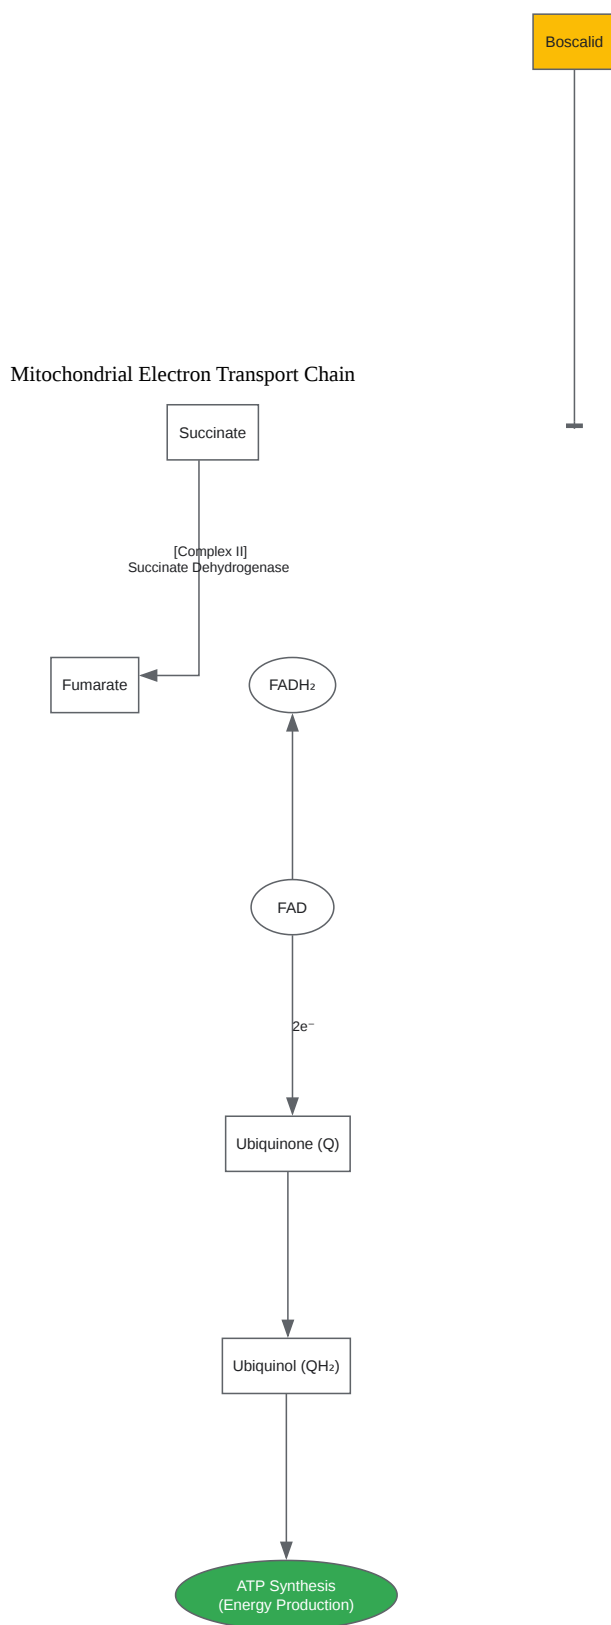 Boscalid
Mitochondrial Electron Transport Chain
Succinate
[Complex II]
Succinate Dehydrogenase
Fumarate
FADH₂
FAD
2e⁻
Ubiquinone (Q)
Ubiquinol (QH₂)
ATP Synthesis
(Energy Production)